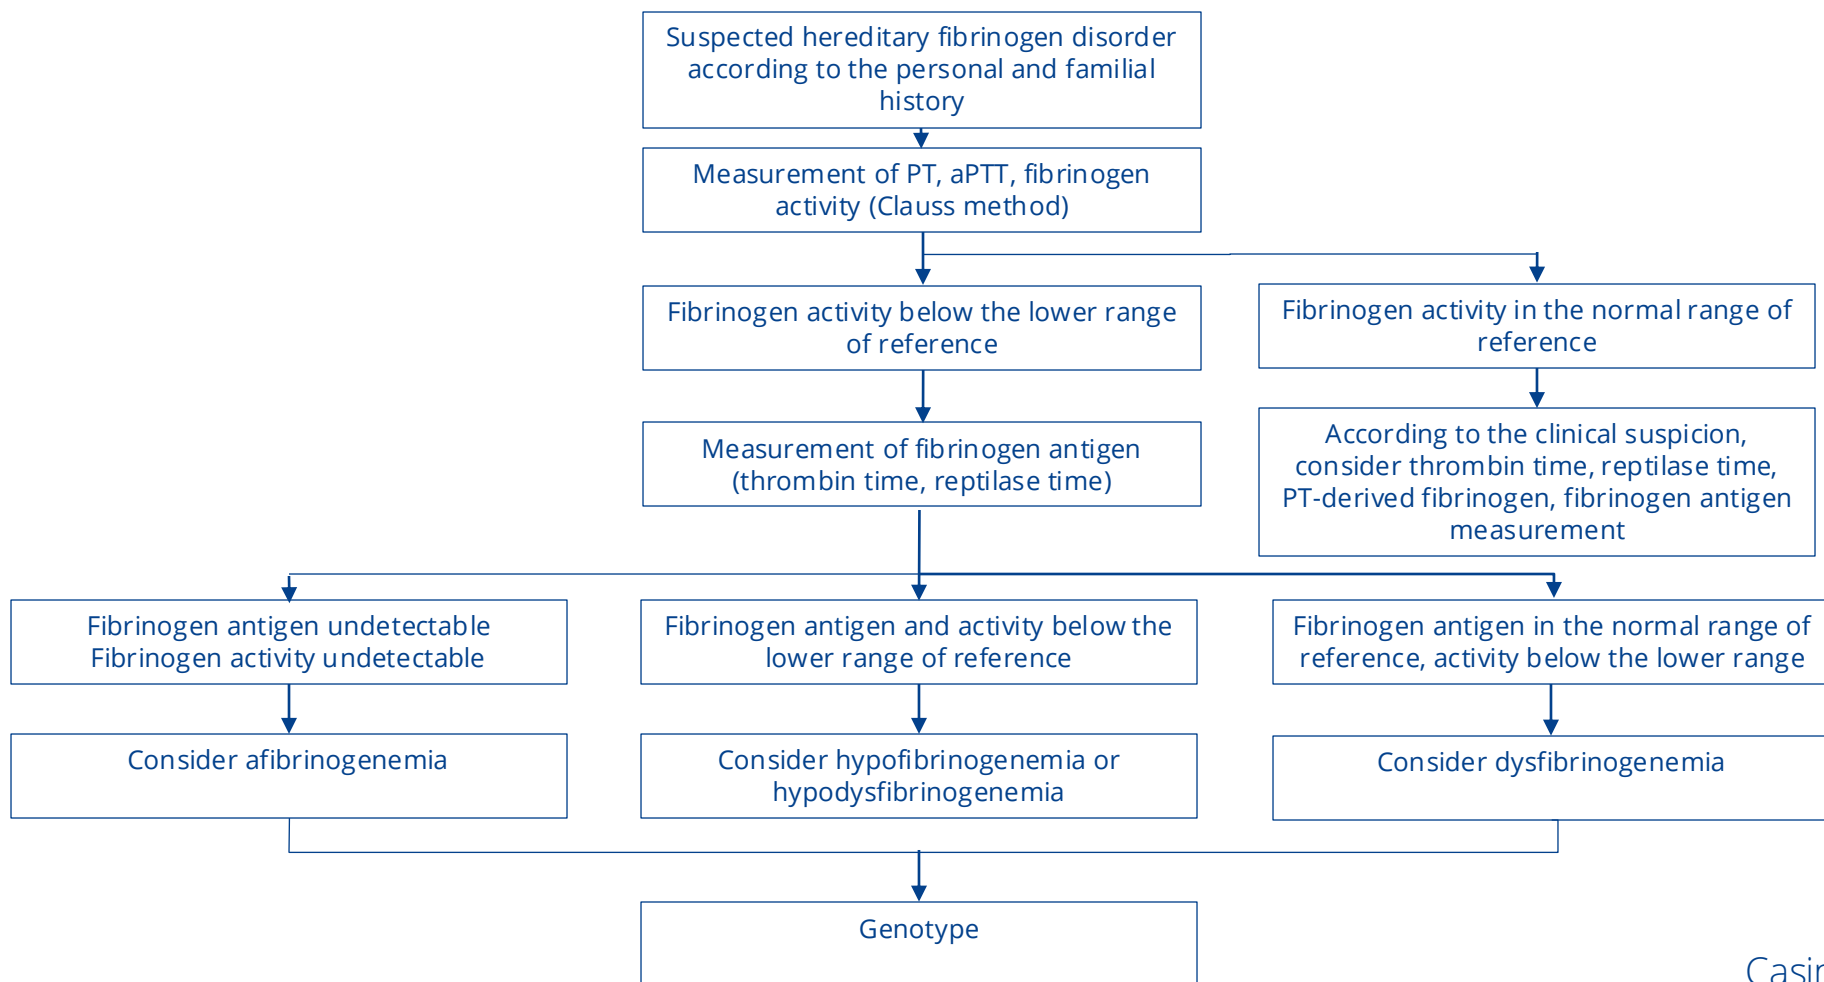 Suspected hereditary fibrinogen disorder
according to the personal and familial
history
Measurement of PT, aPTT, fibrinogen
activity (Clauss method)
Fibrinogen activity below the lower range
of reference
Fibrinogen activity in the normal range of
reference
Measurement of fibrinogen antigen
(thrombin time, reptilase time)
According to the clinical suspicion,
consider thrombin time, reptilase time,
PT-derived fibrinogen, fibrinogen antigen
measurement
Fibrinogen antigen undetectable
Fibrinogen activity undetectable
Fibrinogen antigen and activity below the
lower range of reference
Fibrinogen antigen in the normal range of
reference, activity below the lower range
Consider afibrinogenemia
Consider hypofibrinogenemia or
hypodysfibrinogenemia
Consider dysfibrinogenemia
Genotype